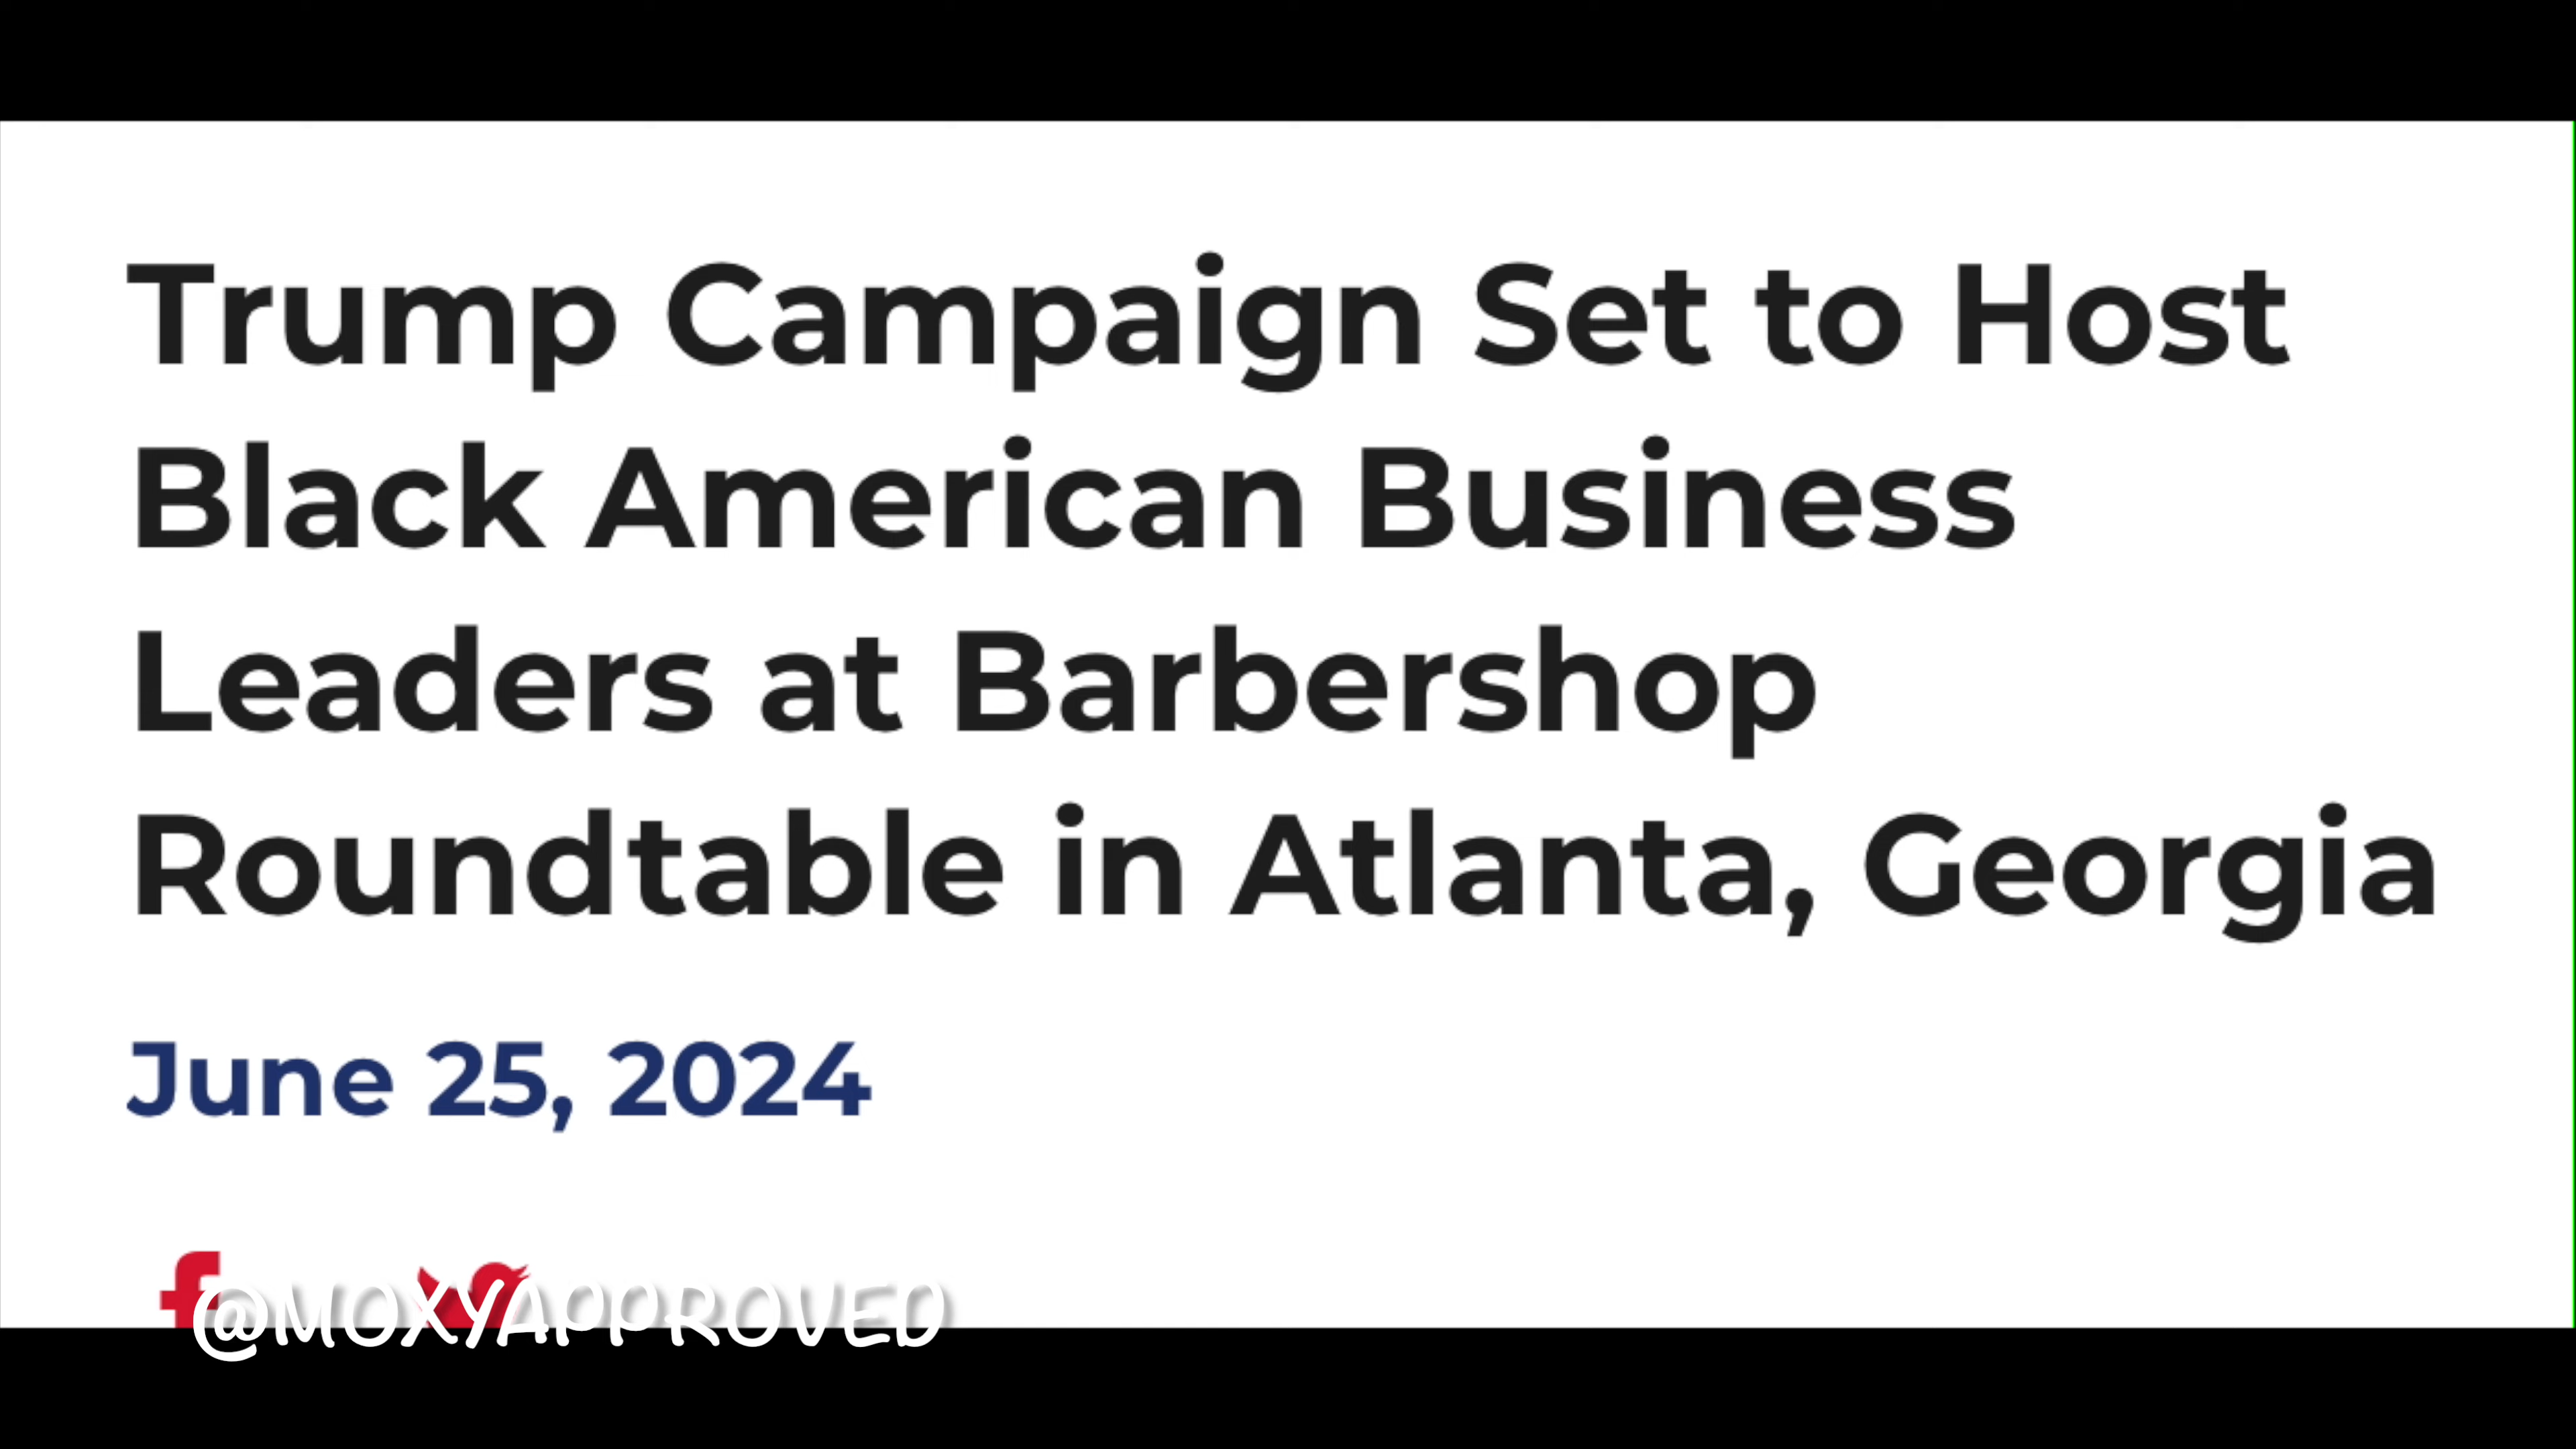 Trump Campaign Set to Host
Black American Business
Leaders at Barbershop
Roundtable in Atlanta, Georgia
June 25, 2024
@MOXYAPPROVED